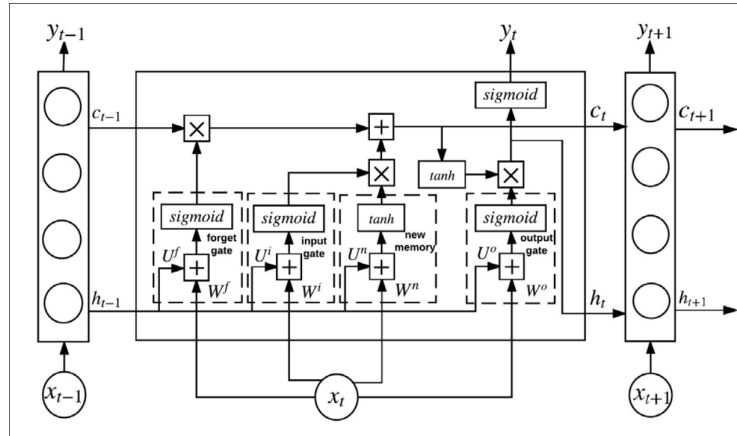 y_{t-1} y_t y_{t+1}
sigmoid
c_{t-1} c_t c_{t+1}
× +
tanh ×
×
sigmoid sigmoid tanh sigmoid
forget gate input gate new memory output gate
U^f + U^i + U^n + U^o +
W^f W^i W^n W^o
h_{t-1} h_t h_{t+1}
x_{t-1} x_t x_{t+1}